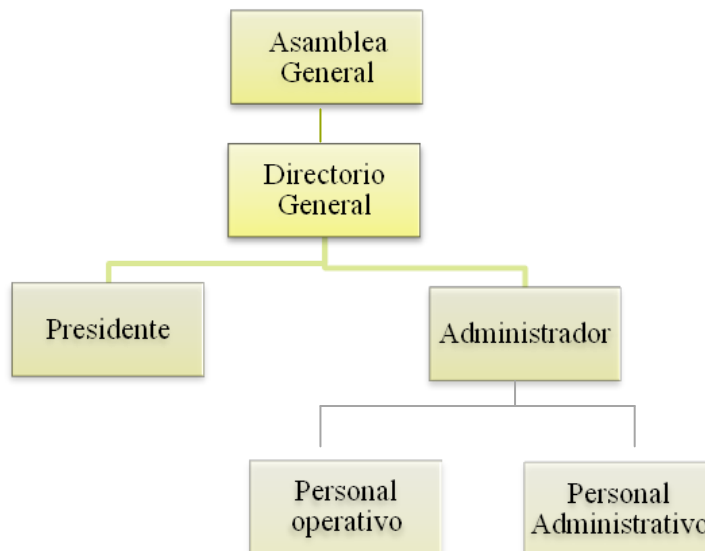 Asamblea
General
Directorio
General
Presidente
Administrador
Personal
operativo
Personal
Administrativo